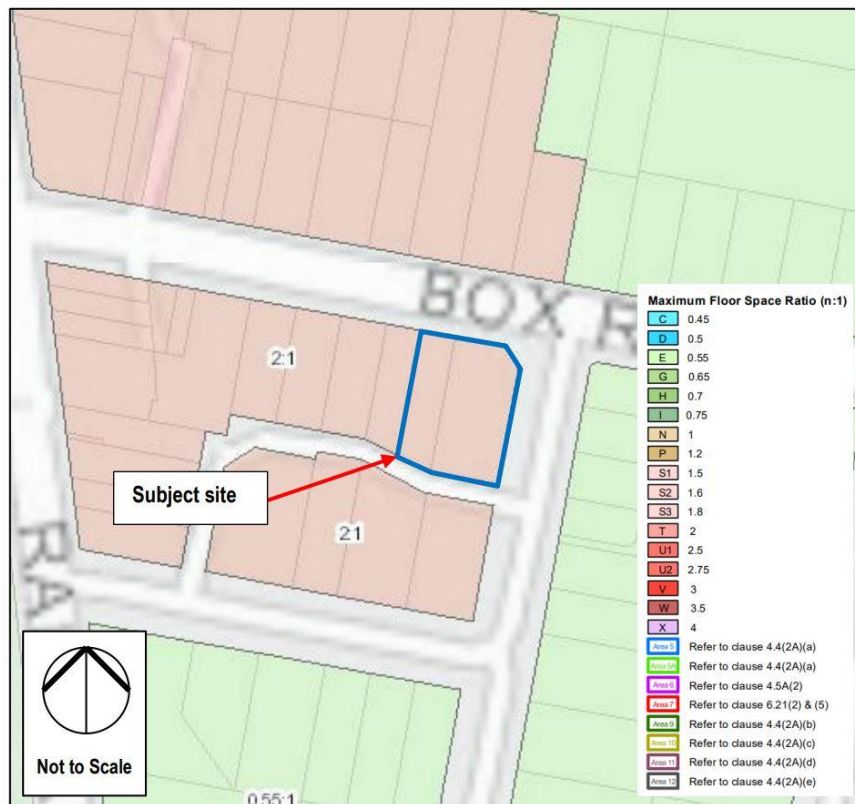 BOX R
2:1
Subject site
2:1
RA
Not to Scale
0.55:1
Maximum Floor Space Ratio (n:1)
C 0.45
D 0.5
E 0.55
G 0.65
H 0.7
I 0.75
N 1
P 1.2
S1 1.5
S2 1.6
S3 1.8
T 2
U1 2.5
U2 2.75
V 3
W 3.5
X 4
Area 5 Refer to clause 4.4(2A)(a)
Area 5A Refer to clause 4.4(2A)(a)
Area 6 Refer to clause 4.5A(2)
Area 7 Refer to clause 6.21(2) & (5)
Area 9 Refer to clause 4.4(2A)(b)
Area 10 Refer to clause 4.4(2A)(c)
Area 11 Refer to clause 4.4(2A)(d)
Area 12 Refer to clause 4.4(2A)(e)